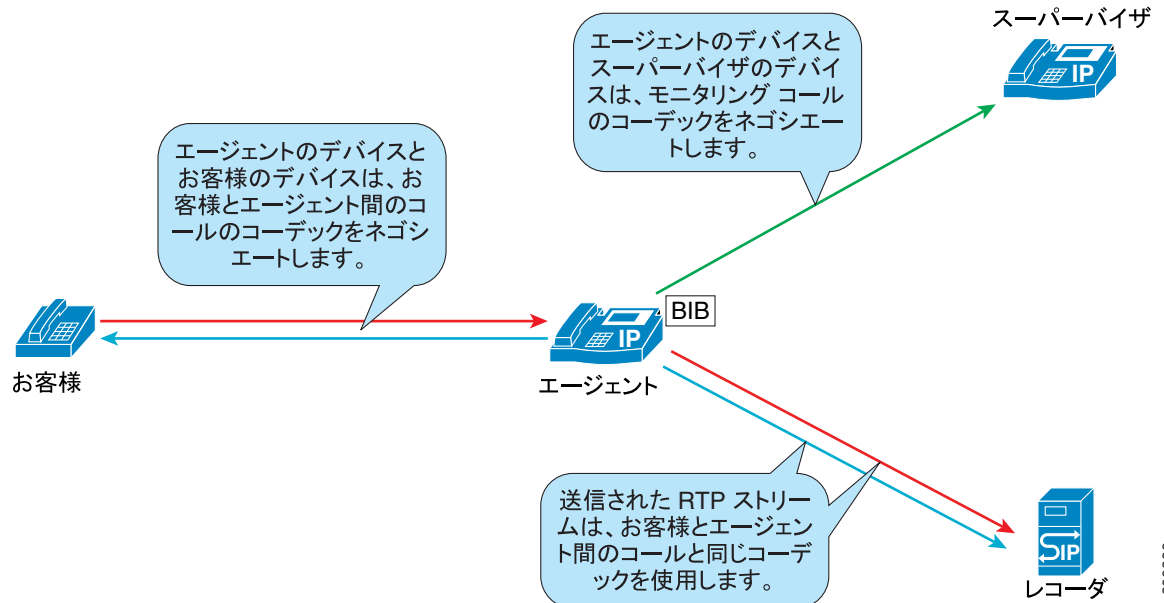 スーパーバイザ
IP
エージェントのデバイスと
スーパーバイザのデバイ
スは、モニタリング コール
のコーデックをネゴシエー
トします。
エージェントのデバイスと
お客様のデバイスは、お
客様とエージェント間のコ
ールのコーデックをネゴシ
エートします。
BIB
IP
お客様
エージェント
送信された RTP ストリー
ムは、お客様とエージェン
ト間のコールと同じコーデ
ックを使用します。
SIP
レコーダ